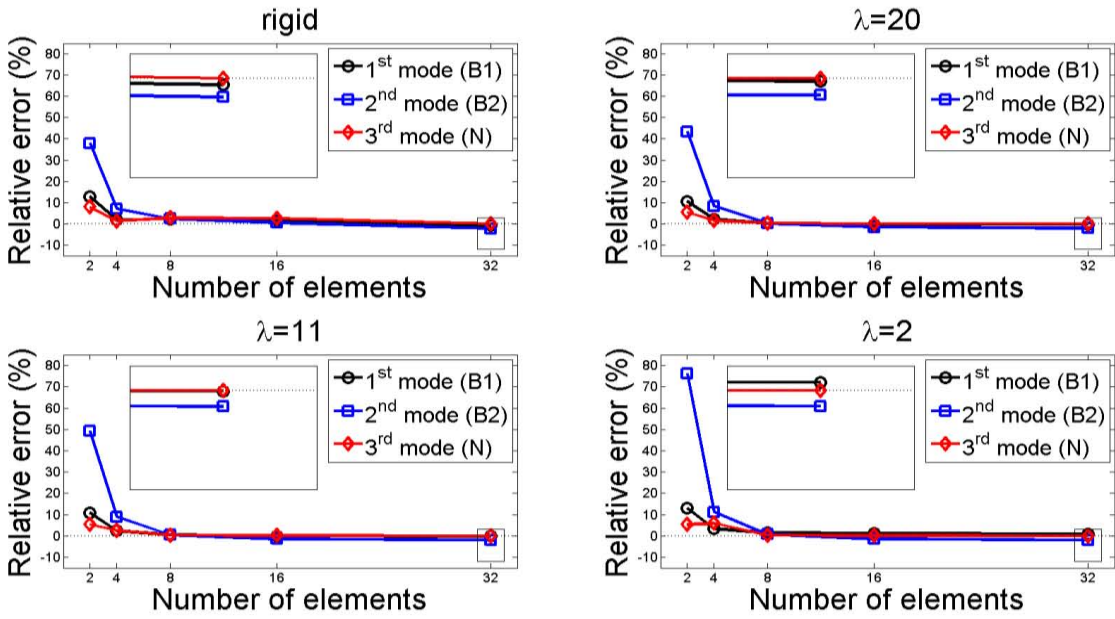 rigid
Relative error (%)
80
70
60
50
40
30
20
10
0
-10
1st mode (B1)
2nd mode (B2)
3rd mode (N)
2 4 8 16 32
Number of elements
λ=20
Relative error (%)
80
70
60
50
40
30
20
10
0
-10
1st mode (B1)
2nd mode (B2)
3rd mode (N)
2 4 8 16 32
Number of elements
λ=11
Relative error (%)
80
70
60
50
40
30
20
10
0
-10
1st mode (B1)
2nd mode (B2)
3rd mode (N)
2 4 8 16 32
Number of elements
λ=2
Relative error (%)
80
70
60
50
40
30
20
10
0
-10
1st mode (B1)
2nd mode (B2)
3rd mode (N)
2 4 8 16 32
Number of elements